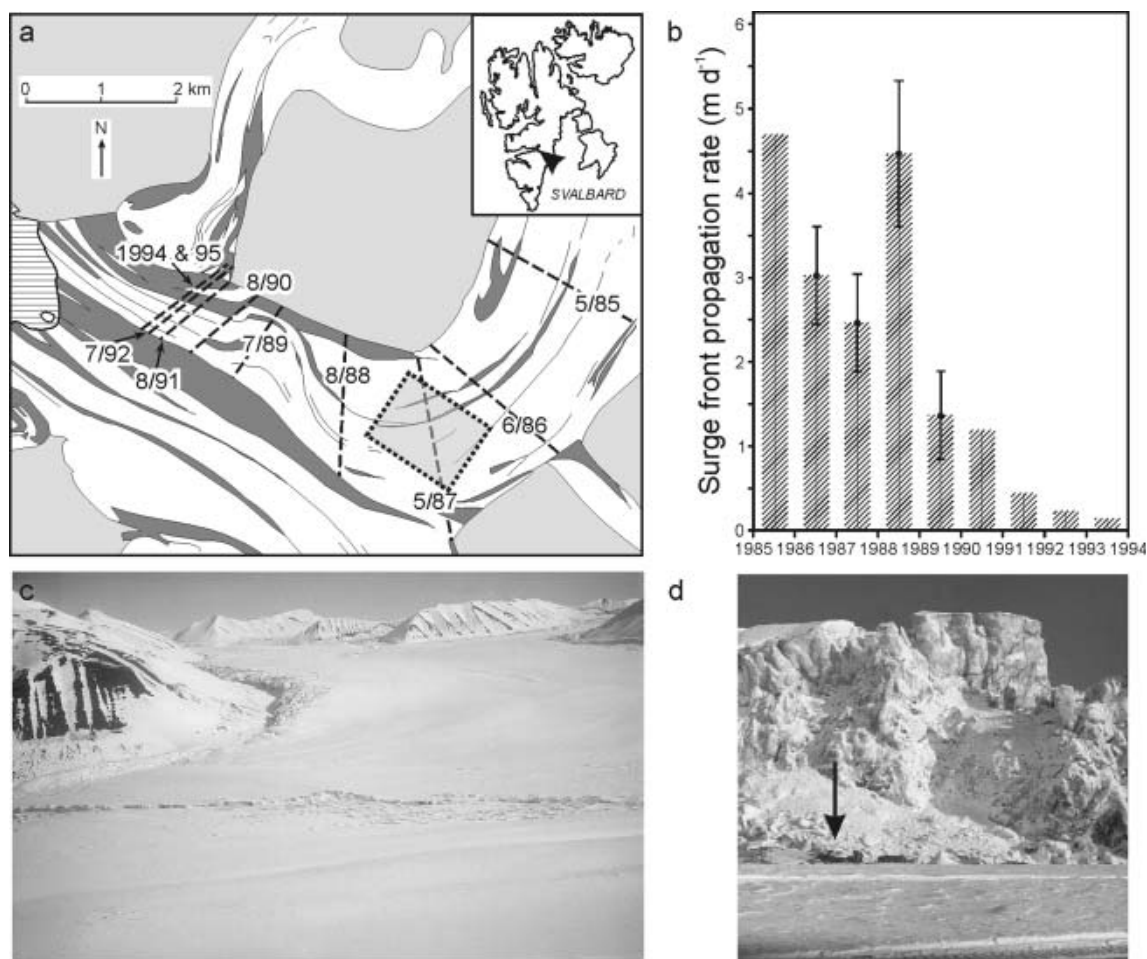 a
0 1 2 km
N
SVALBARD
1994 & 95
8/90
7/92
8/91
7/89
8/88
5/85
6/86
5/87
b
Surge front propagation rate (m d⁻¹)
6
5
4
3
2
1
0
1985 1986 1987 1988 1989 1990 1991 1992 1993 1994
c
d